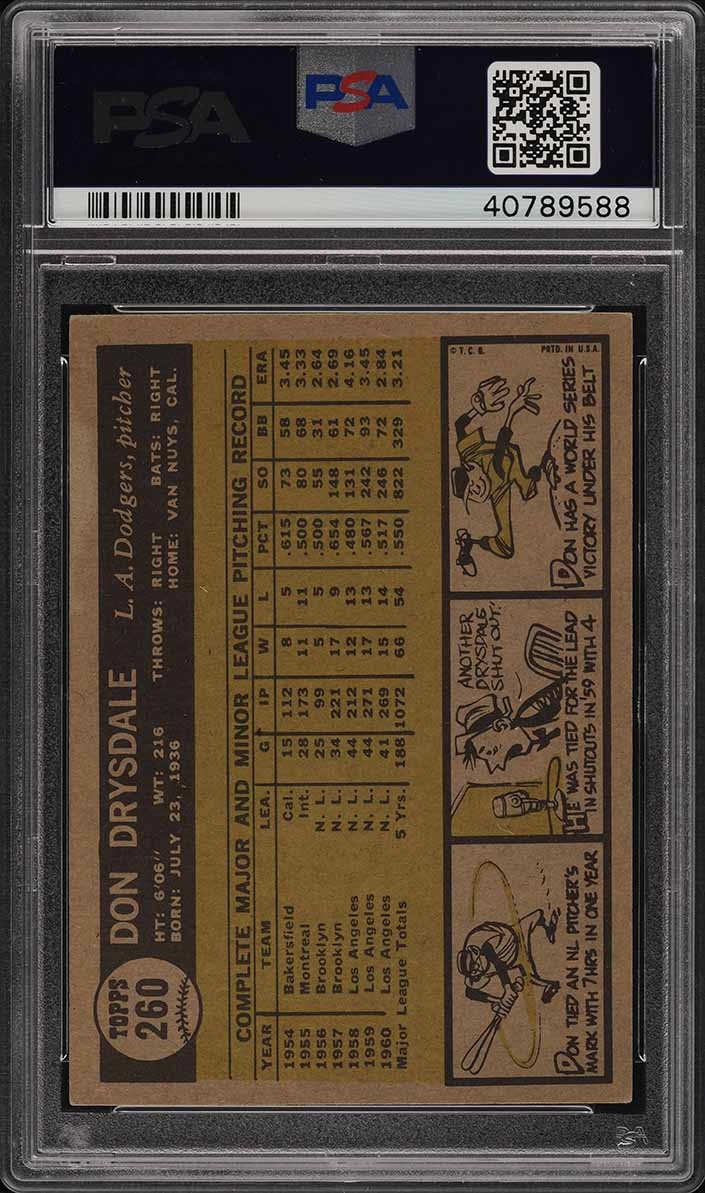 PSA
PSA
40789588
TOPPS
260
DON DRYSDALE L. A. Dodgers, pitcher
HT: 6'06" WT: 216 THROWS: RIGHT BATS: RIGHT
BORN: JULY 23, 1936 HOME: VAN NUYS, CAL.
COMPLETE MAJOR AND MINOR LEAGUE PITCHING RECORD
YEAR TEAM LEA. G IP W L PCT SO BB ERA
1954 Bakersfield Cal. 15 112 8 5 .615 73 58 3.45
1955 Montreal Int. 28 173 11 11 .500 80 68 3.33
1956 Brooklyn N. L. 25 99 5 5 .500 55 31 2.64
1957 Brooklyn N. L. 34 221 17 9 .654 148 61 2.69
1958 Los Angeles N. L. 44 212 12 13 .480 131 72 4.16
1959 Los Angeles N. L. 44 271 17 13 .567 242 93 3.45
1960 Los Angeles N. L. 41 269 15 14 .517 246 72 2.84
Major League Totals 5 Yrs. 188 1072 66 54 .550 822 329 3.21
DON TIED AN NL PITCHER'S
MARK WITH 7 HRS IN ONE YEAR
ANOTHER
DRYSDALE
SHUT OUT!
HE WAS TIED FOR THE LEAD
IN SHUTOUTS IN '59 WITH 4
© T. C. G. PRTD. IN U.S.A.
DON HAS A WORLD SERIES
VICTORY UNDER HIS BELT
PSA